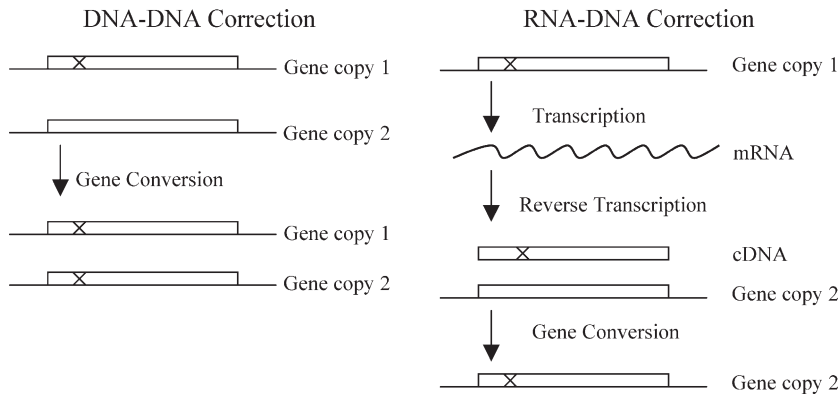 DNA-DNA Correction
Gene copy 1
Gene copy 2
Gene Conversion
Gene copy 1
Gene copy 2
RNA-DNA Correction
Gene copy 1
Transcription
mRNA
Reverse Transcription
cDNA
Gene copy 2
Gene Conversion
Gene copy 2